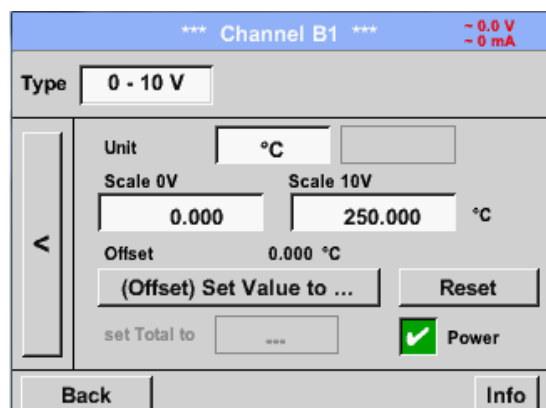 *** Channel B1 ***
~ 0.0 V
~ 0 mA
Type 0 - 10 V
<
Unit °C
Scale 0V Scale 10V
0.000 250.000 °C
Offset 0.000 °C
(Offset) Set Value to ... Reset
set Total to --- Power
Back Info